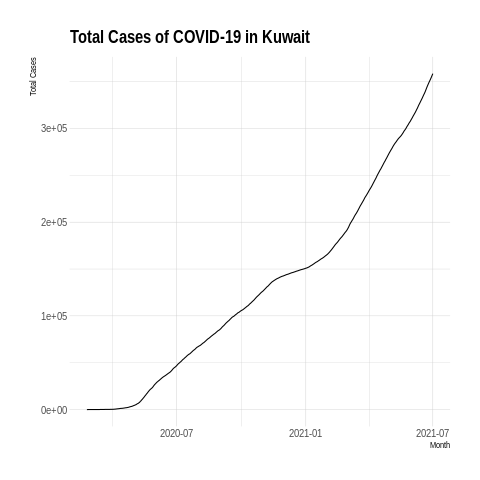 Total Cases of COVID-19 in Kuwait
Total Cases
3e+05
2e+05
1e+05
0e+00
2020-07 2021-01 2021-07
Month